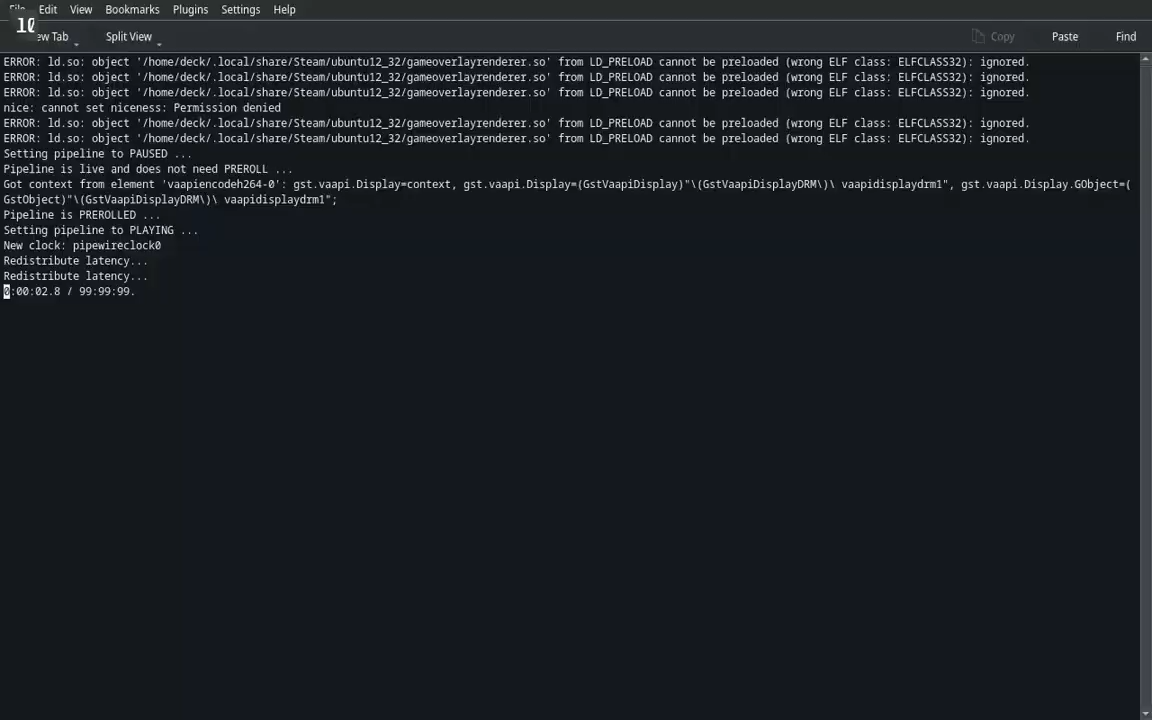 File Edit View Bookmarks Plugins Settings Help
10
ew Tab Split View Copy Paste Find
ERROR: ld.so: object '/home/deck/.local/share/Steam/ubuntu12_32/gameoverlayrenderer.so' from LD_PRELOAD cannot be preloaded (wrong ELF class: ELFCLASS32): ignored.
ERROR: ld.so: object '/home/deck/.local/share/Steam/ubuntu12_32/gameoverlayrenderer.so' from LD_PRELOAD cannot be preloaded (wrong ELF class: ELFCLASS32): ignored.
ERROR: ld.so: object '/home/deck/.local/share/Steam/ubuntu12_32/gameoverlayrenderer.so' from LD_PRELOAD cannot be preloaded (wrong ELF class: ELFCLASS32): ignored.
nice: cannot set niceness: Permission denied
ERROR: ld.so: object '/home/deck/.local/share/Steam/ubuntu12_32/gameoverlayrenderer.so' from LD_PRELOAD cannot be preloaded (wrong ELF class: ELFCLASS32): ignored.
ERROR: ld.so: object '/home/deck/.local/share/Steam/ubuntu12_32/gameoverlayrenderer.so' from LD_PRELOAD cannot be preloaded (wrong ELF class: ELFCLASS32): ignored.
Setting pipeline to PAUSED ...
Pipeline is live and does not need PREROLL ...
Got context from element 'vaapiencodeh264-0': gst.vaapi.Display=context, gst.vaapi.Display=(GstVaapiDisplay)"\(GstVaapiDisplayDRM\)\ vaapidisplaydrm1", gst.vaapi.Display.GObject=(
GstObject)"\(GstVaapiDisplayDRM\)\ vaapidisplaydrm1";
Pipeline is PREROLLED ...
Setting pipeline to PLAYING ...
New clock: pipewireclock0
Redistribute latency...
Redistribute latency...
0:00:02.8 / 99:99:99.